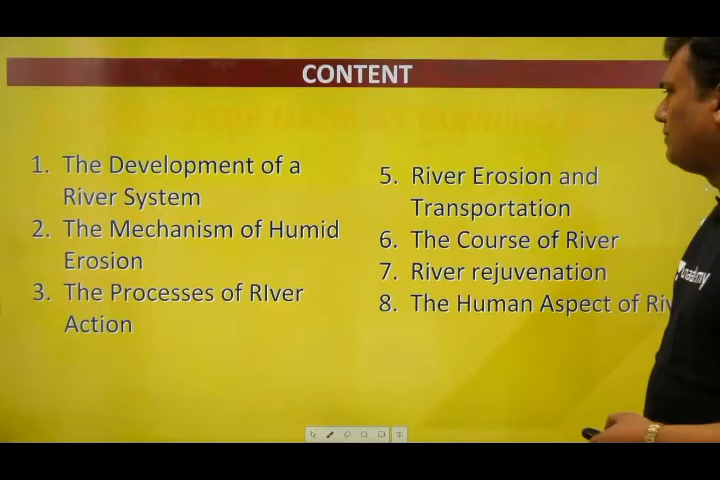 CONTENT
1. The Development of a
River System
2. The Mechanism of Humid
Erosion
3. The Processes of RIver
Action
5. River Erosion and
Transportation
6. The Course of River
7. River rejuvenation
8. The Human Aspect of